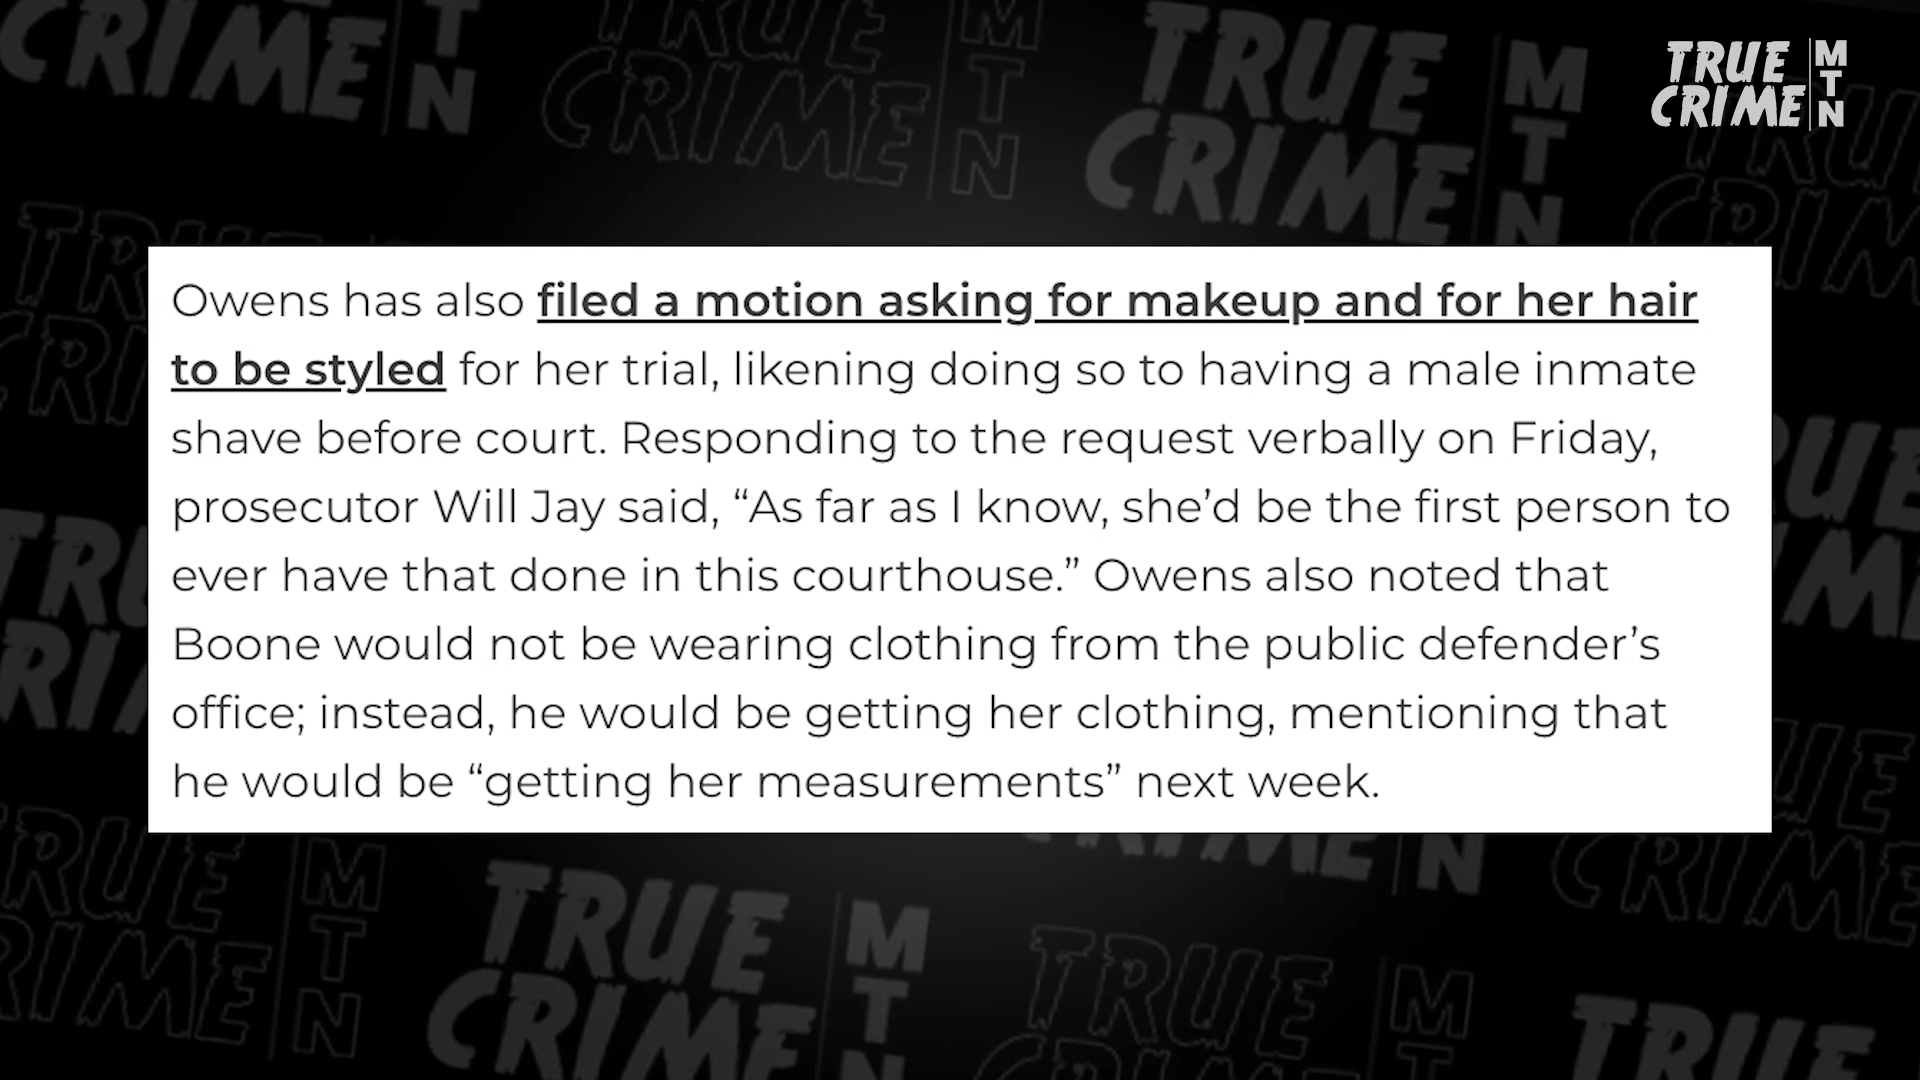 TRUE
CRIME
MTN
Owens has also filed a motion asking for makeup and for her hair
to be styled for her trial, likening doing so to having a male inmate
shave before court. Responding to the request verbally on Friday,
prosecutor Will Jay said, “As far as I know, she’d be the first person to
ever have that done in this courthouse.” Owens also noted that
Boone would not be wearing clothing from the public defender’s
office; instead, he would be getting her clothing, mentioning that
he would be “getting her measurements” next week.